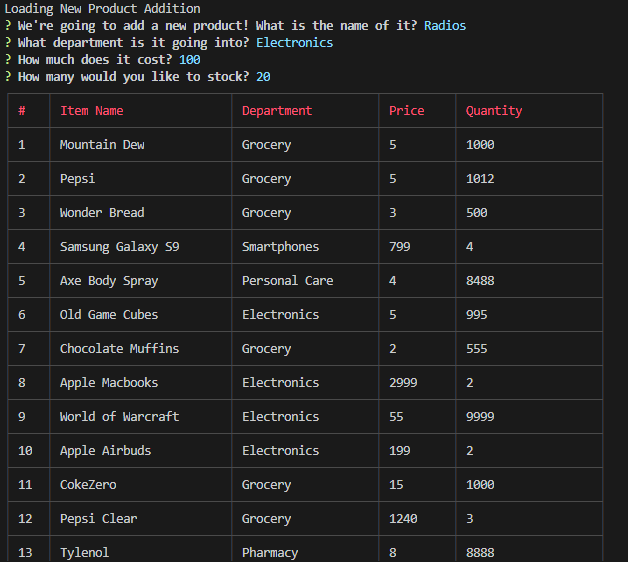 Loading New Product Addition
? We're going to add a new product! What is the name of it? Radios
? What department is it going into? Electronics
? How much does it cost? 100
? How many would you like to stock? 20
# Item Name Department Price Quantity
1 Mountain Dew Grocery 5 1000
2 Pepsi Grocery 5 1012
3 Wonder Bread Grocery 3 500
4 Samsung Galaxy S9 Smartphones 799 4
5 Axe Body Spray Personal Care 4 8488
6 Old Game Cubes Electronics 5 995
7 Chocolate Muffins Grocery 2 555
8 Apple Macbooks Electronics 2999 2
9 World of Warcraft Electronics 55 9999
10 Apple Airbuds Electronics 199 2
11 CokeZero Grocery 15 1000
12 Pepsi Clear Grocery 1240 3
13 Tylenol Pharmacy 8 8888